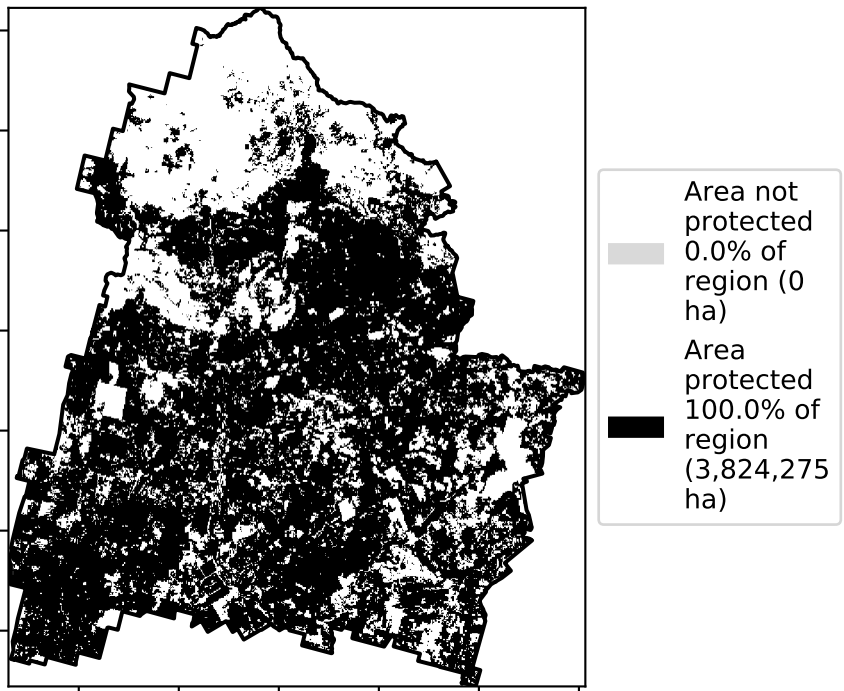 Area not
protected
0.0% of
region (0
ha)
Area
protected
100.0% of
region
(3,824,275
ha)